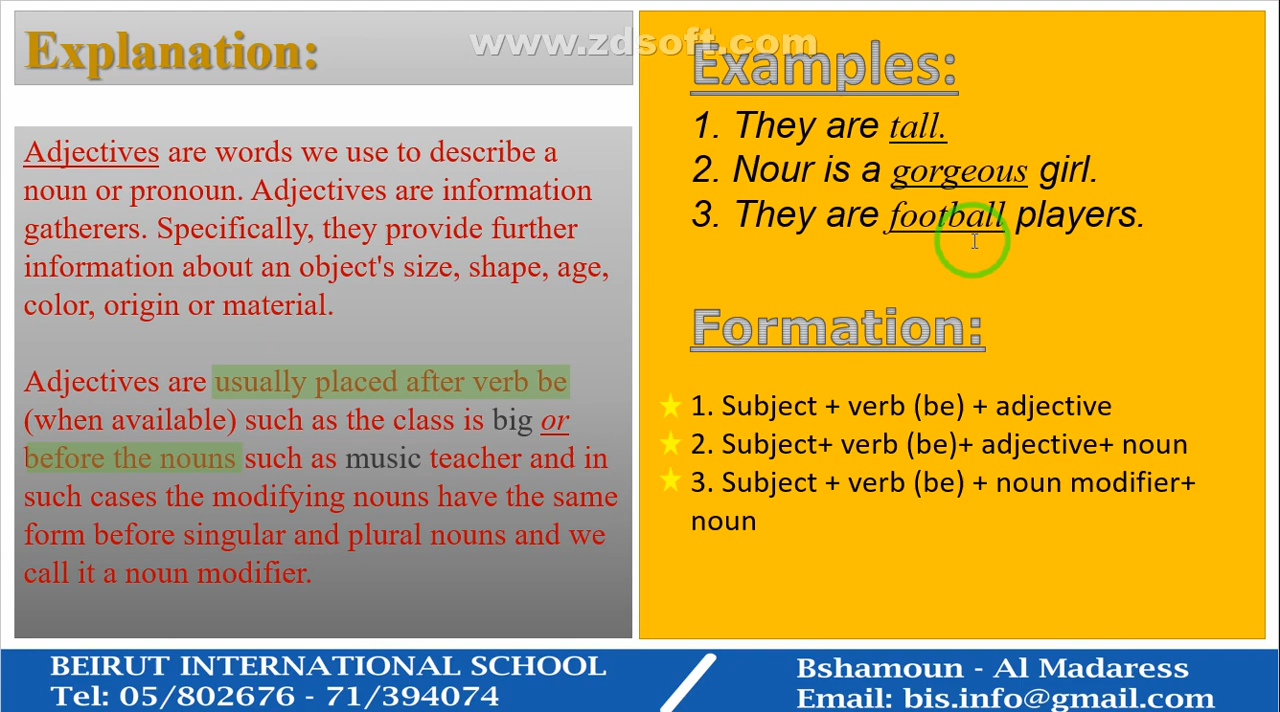 Explanation:
Adjectives are words we use to describe a
noun or pronoun. Adjectives are information
gatherers. Specifically, they provide further
information about an object's size, shape, age,
color, origin or material.
Adjectives are usually placed after verb be
(when available) such as the class is big or
before the nouns such as music teacher and in
such cases the modifying nouns have the same
form before singular and plural nouns and we
call it a noun modifier.
www.zdsoft.com
Examples:
1. They are tall.
2. Nour is a gorgeous girl.
3. They are football players.
Formation:
1. Subject + verb (be) + adjective
2. Subject+ verb (be)+ adjective+ noun
3. Subject + verb (be) + noun modifier+
noun
BEIRUT INTERNATIONAL SCHOOL
Tel: 05/802676 - 71/394074
Bshamoun - Al Madaress
Email: bis.info@gmail.com